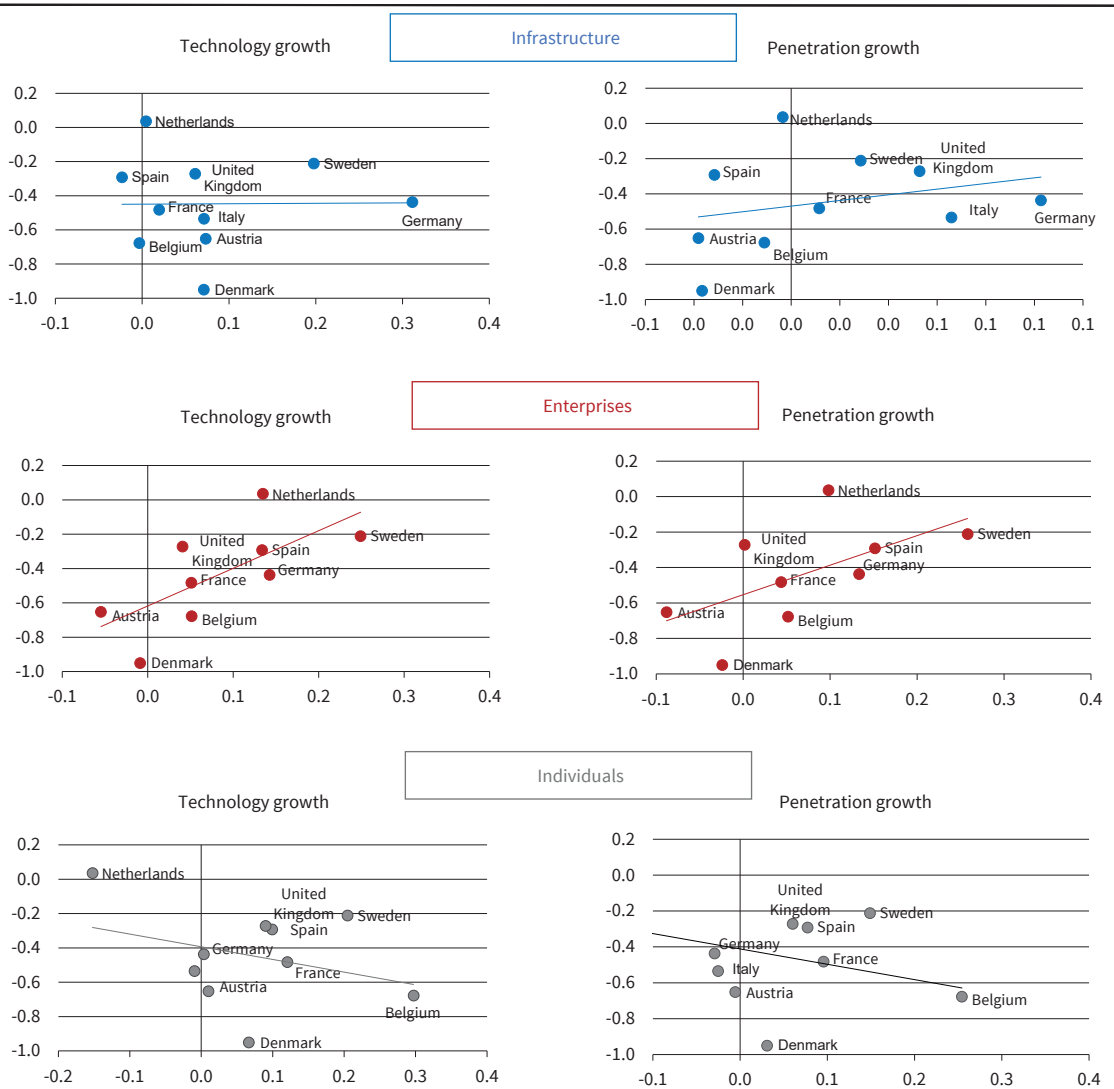 Infrastructure
Technology growth
Penetration growth
0.2
0.0
-0.2
-0.4
-0.6
-0.8
-1.0
-0.1
0.0
0.1
0.2
0.3
0.4
Netherlands
Sweden
United
Kingdom
Spain
France
Italy
Germany
Belgium
Austria
Denmark
0.2
0.0
-0.2
-0.4
-0.6
-0.8
-1.0
-0.1
0.0
0.0
0.0
0.0
0.0
0.1
0.1
0.1
0.1
Netherlands
United
Kingdom
Sweden
Spain
France
Italy
Germany
Austria
Belgium
Denmark
Enterprises
Technology growth
Penetration growth
0.2
0.0
-0.2
-0.4
-0.6
-0.8
-1.0
-0.1
0.0
0.1
0.2
0.3
0.4
Netherlands
Sweden
United
Kingdom
Spain
Germany
France
Austria
Belgium
Denmark
0.2
0.0
-0.2
-0.4
-0.6
-0.8
-1.0
-0.1
0.0
0.1
0.2
0.3
0.4
Netherlands
Sweden
United
Kingdom
Spain
Germany
France
Austria
Belgium
Denmark
Individuals
Technology growth
Penetration growth
0.2
0.0
-0.2
-0.4
-0.6
-0.8
-1.0
-0.2
0.0
0.1
0.2
0.3
0.4
Netherlands
United
Kingdom
Sweden
Spain
Germany
France
Austria
Belgium
Denmark
0.2
0.0
-0.2
-0.4
-0.6
-0.8
-1.0
-0.1
0.0
0.1
0.2
0.3
0.4
United
Kingdom
Sweden
Spain
Germany
France
Italy
Austria
Belgium
Denmark